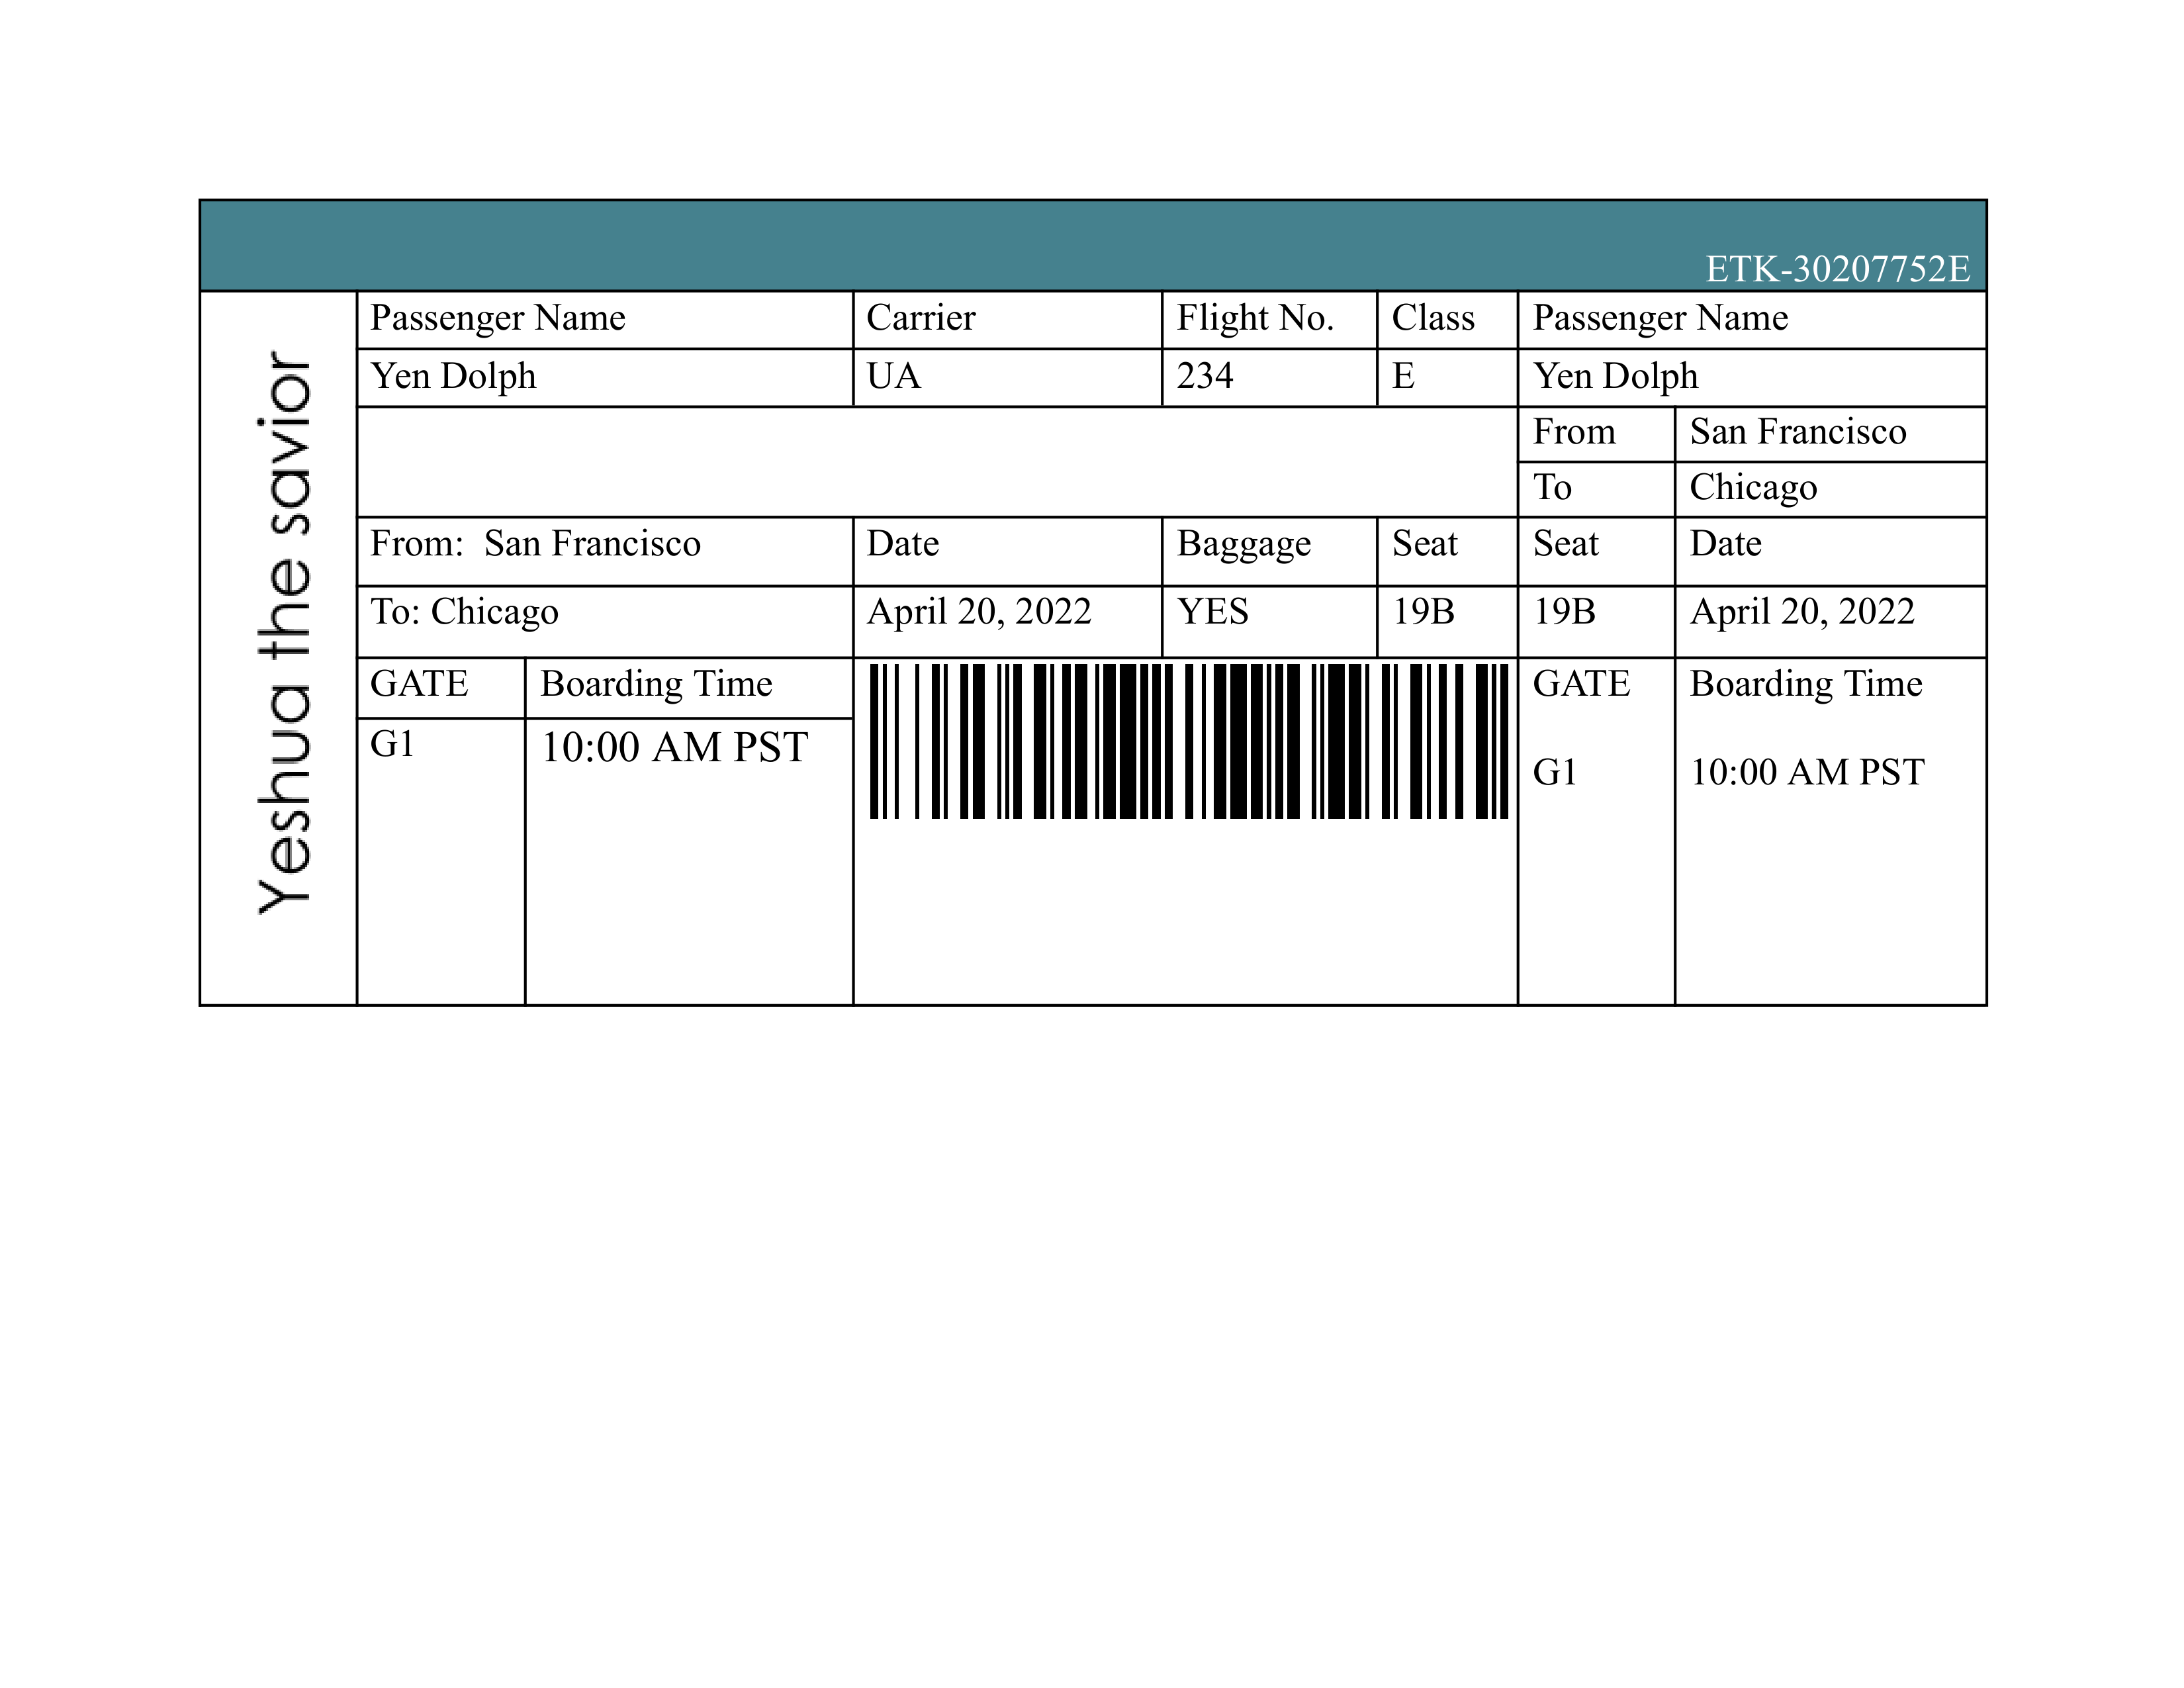 ETK-30207752E
Yeshua the savior
Passenger Name Carrier Flight No. Class Passenger Name
Yen Dolph UA 234 E Yen Dolph
From San Francisco
To Chicago
From: San Francisco Date Baggage Seat Seat Date
To: Chicago April 20, 2022 YES 19B 19B April 20, 2022
GATE Boarding Time GATE Boarding Time
G1 10:00 AM PST G1 10:00 AM PST